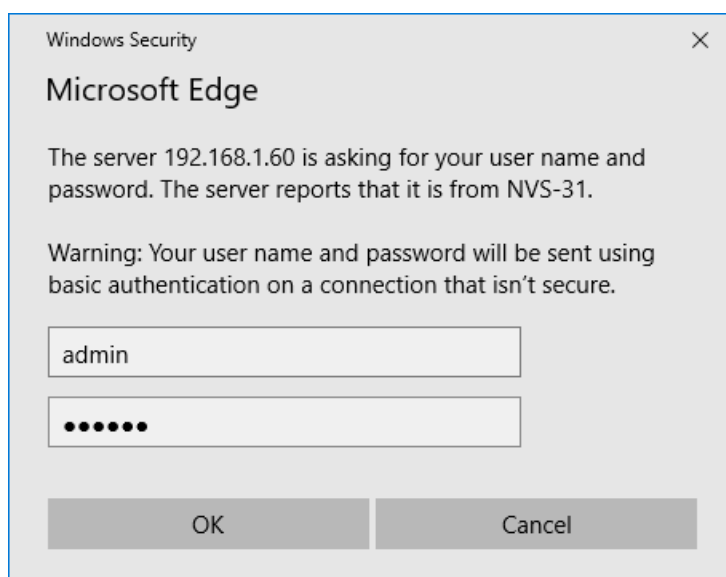 Windows Security
Microsoft Edge
The server 192.168.1.60 is asking for your user name and
password. The server reports that it is from NVS-31.
Warning: Your user name and password will be sent using
basic authentication on a connection that isn’t secure.
admin
●●●●●●
OK Cancel